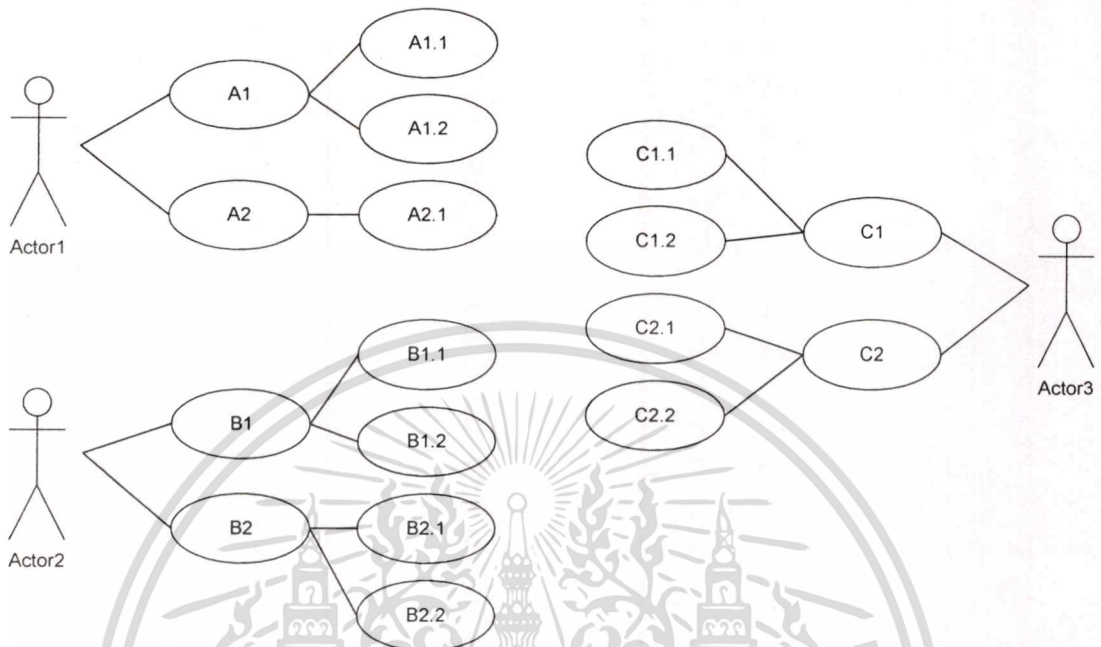 A1.1
A1
A1.2
A2
A2.1
Actor1
C1.1
C1.2
C1
C2.1
C2
C2.2
Actor3
B1.1
B1
B1.2
B2
B2.1
B2.2
Actor2